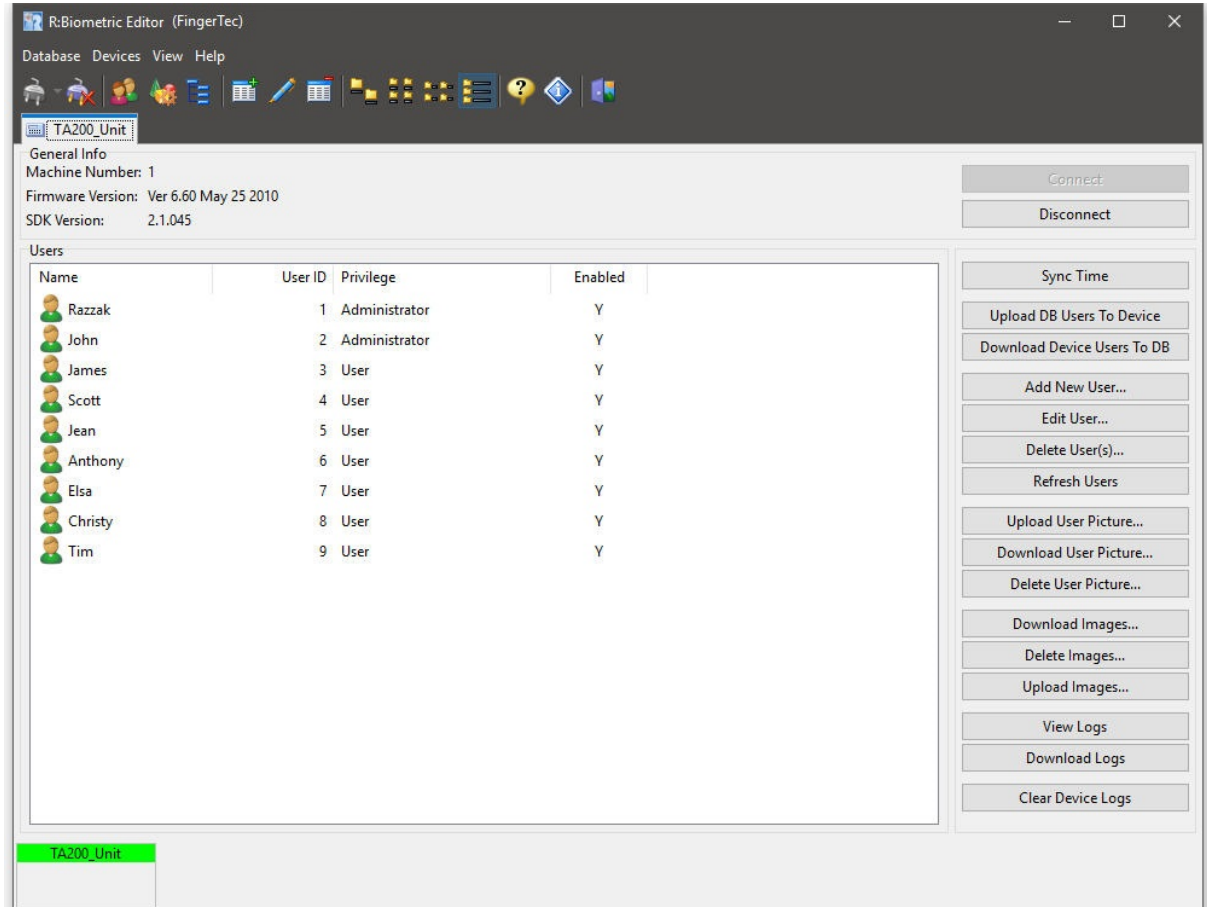 R:Biometric Editor (FingerTec)
Database Devices View Help
TA200_Unit
General Info
Machine Number: 1
Firmware Version: Ver 6.60 May 25 2010
SDK Version: 2.1.045
Connect
Disconnect
Users
Name User ID Privilege Enabled
Razzak 1 Administrator Y
John 2 Administrator Y
James 3 User Y
Scott 4 User Y
Jean 5 User Y
Anthony 6 User Y
Elsa 7 User Y
Christy 8 User Y
Tim 9 User Y
Sync Time
Upload DB Users To Device
Download Device Users To DB
Add New User...
Edit User...
Delete User(s)...
Refresh Users
Upload User Picture...
Download User Picture...
Delete User Picture...
Download Images...
Delete Images...
Upload Images...
View Logs
Download Logs
Clear Device Logs
TA200_Unit